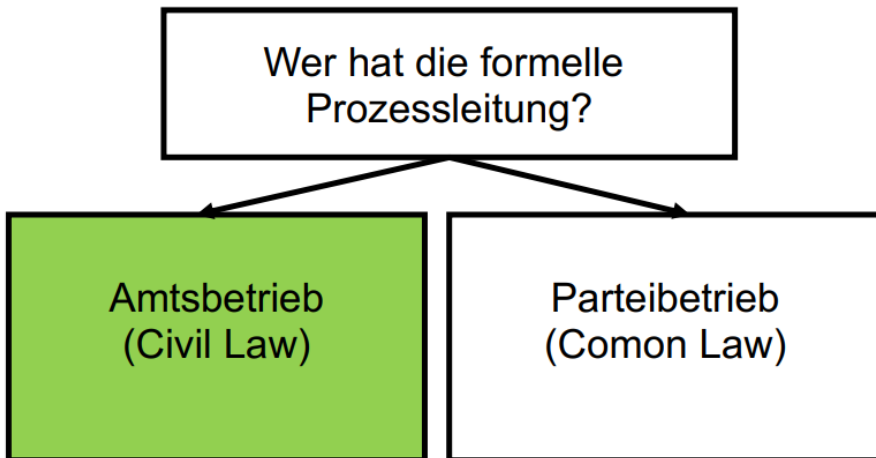 Wer hat die formelle
Prozessleitung?
Amtsbetrieb
(Civil Law)
Parteibetrieb
(Comon Law)